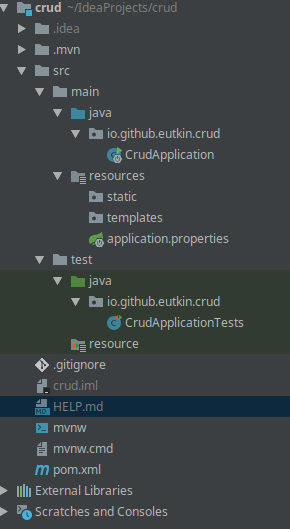 crud ~/IdeaProjects/crud
.idea
.mvn
src
main
java
io.github.eutkin.crud
CrudApplication
resources
static
templates
application.properties
test
java
io.github.eutkin.crud
CrudApplicationTests
resource
.gitignore
crud.iml
HELP.md
mvnw
mvnw.cmd
pom.xml
External Libraries
Scratches and Consoles